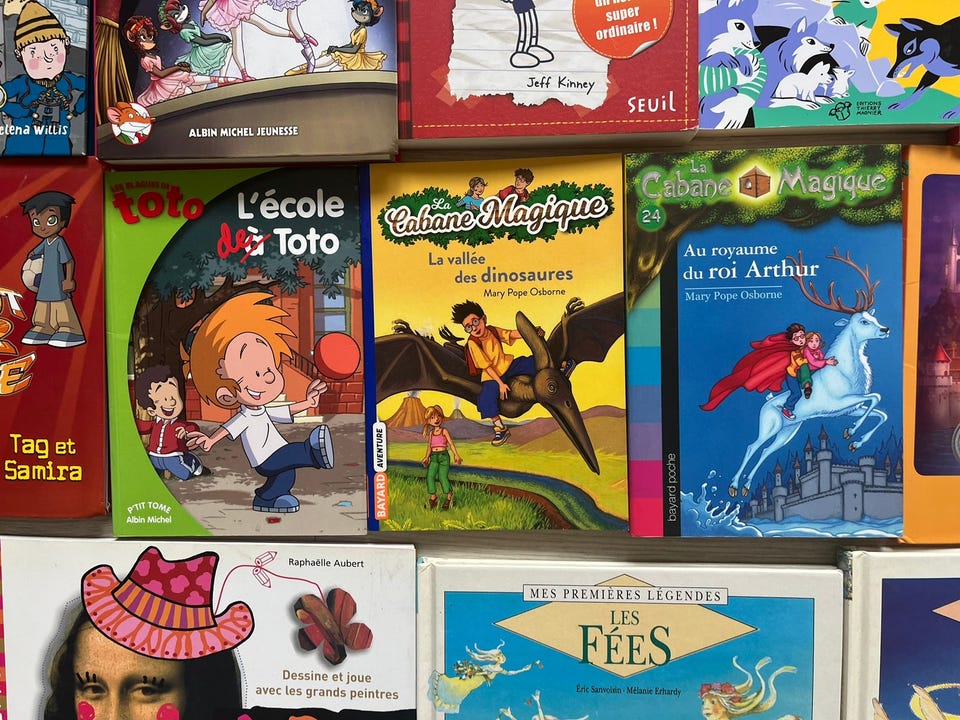 elena Willis
ALBIN MICHEL JEUNESSE
super
ordinaire !
Jeff Kinney
SEUIL
EDITIONS
THIERRY
MAGNIER
Tag et
Samira
LES BLAGUES DE
toto
L'école
de à Toto
P'TIT TOME
Albin Michel
La
Cabane Magique
La vallée
des dinosaures
Mary Pope Osborne
BAYARD AVENTURE
La
Cabane Magique
24
Au royaume
du roi Arthur
Mary Pope Osborne
bayard poche
Raphaëlle Aubert
Dessine et joue
avec les grands peintres
MES PREMIÈRES LÉGENDES
LES
FÉES
Éric Sanvoisin • Mélanie Erhardy